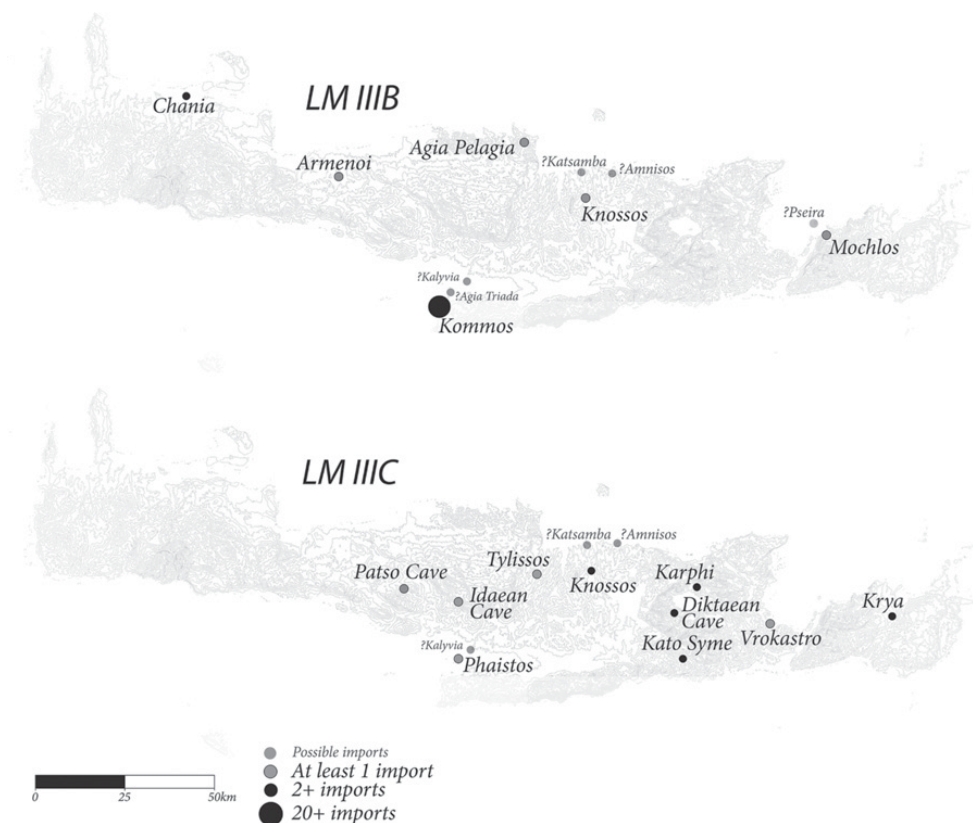 LM IIIB
Chania
Armenoi
Agia Pelagia
?Katsamba
?Amnisos
Knossos
?Pseira
Mochlos
?Kalyvia
?Agia Triada
Kommos
LM IIIC
?Katsamba
?Amnisos
Tylissos
Knossos
Patso Cave
Idaean
Cave
Karphi
Diktaean
Cave
Krya
Kato Syme
Vrokastro
?Kalyvia
Phaistos
Possible imports
At least 1 import
2+ imports
20+ imports
0 25 50km